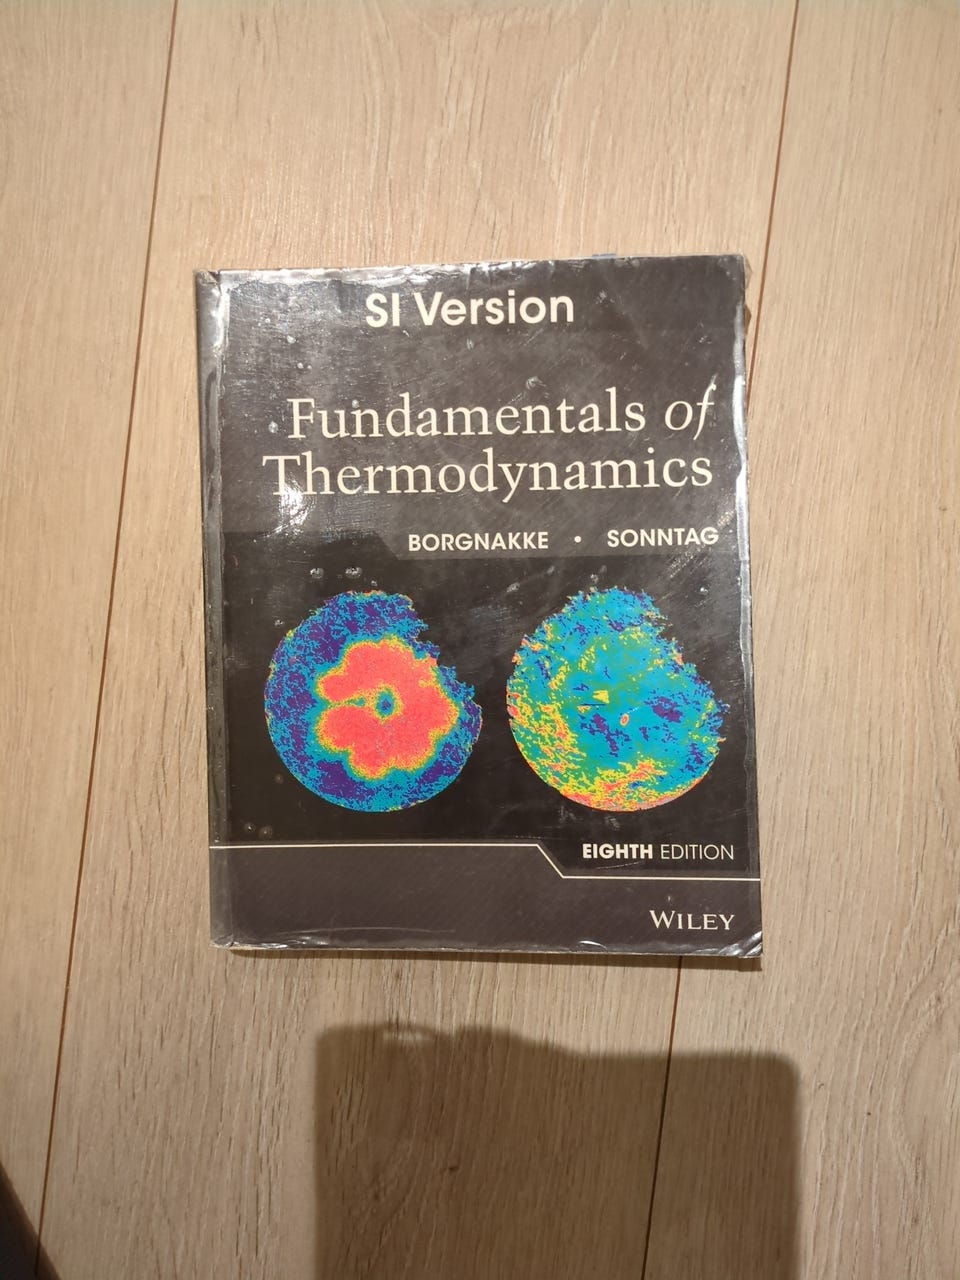 SI Version
Fundamentals of
Thermodynamics
BORGNAKKE • SONNTAG
EIGHTH EDITION
WILEY